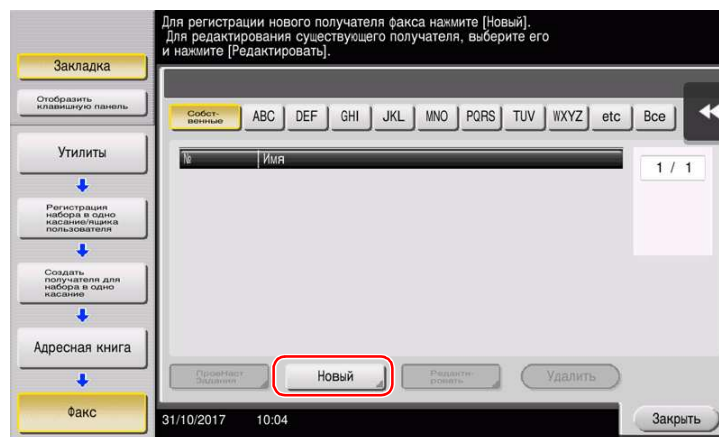 Для регистрации нового получателя факса нажмите [Новый].
Для редактирования существующего получателя, выберите его
и нажмите [Редактировать].
Закладка
Отобразить
клавишную панель
Утилиты
Регистрация
набора в одно
касание/ящика
пользователя
Создать
получателя для
набора в одно
касание
Адресная книга
Факс
Собст-
венные
ABC DEF GHI JKL MNO PQRS TUV WXYZ etc Все
№ Имя
1 / 1
Задания
Новый
Редакти-
ровать
Удалить
31/10/2017 10:04
Закрыть